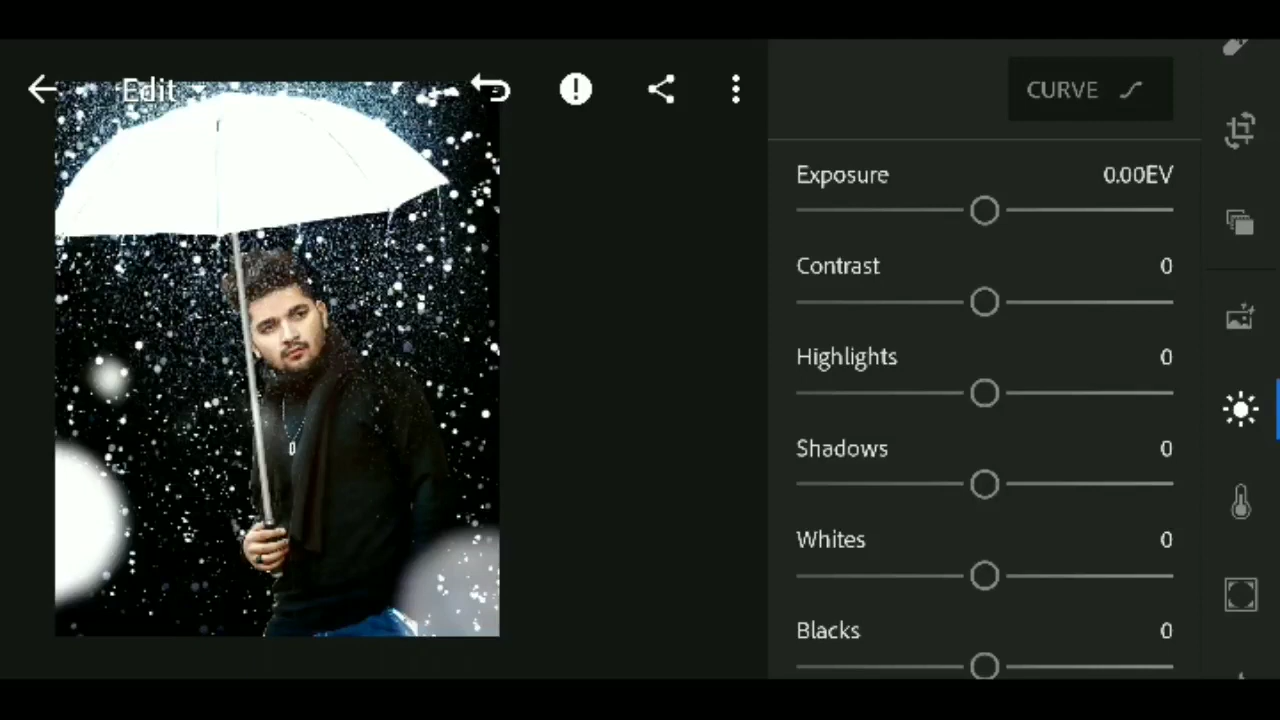 Edit
CURVE
Exposure 0.00EV
Contrast 0
Highlights 0
Shadows 0
Whites 0
Blacks 0